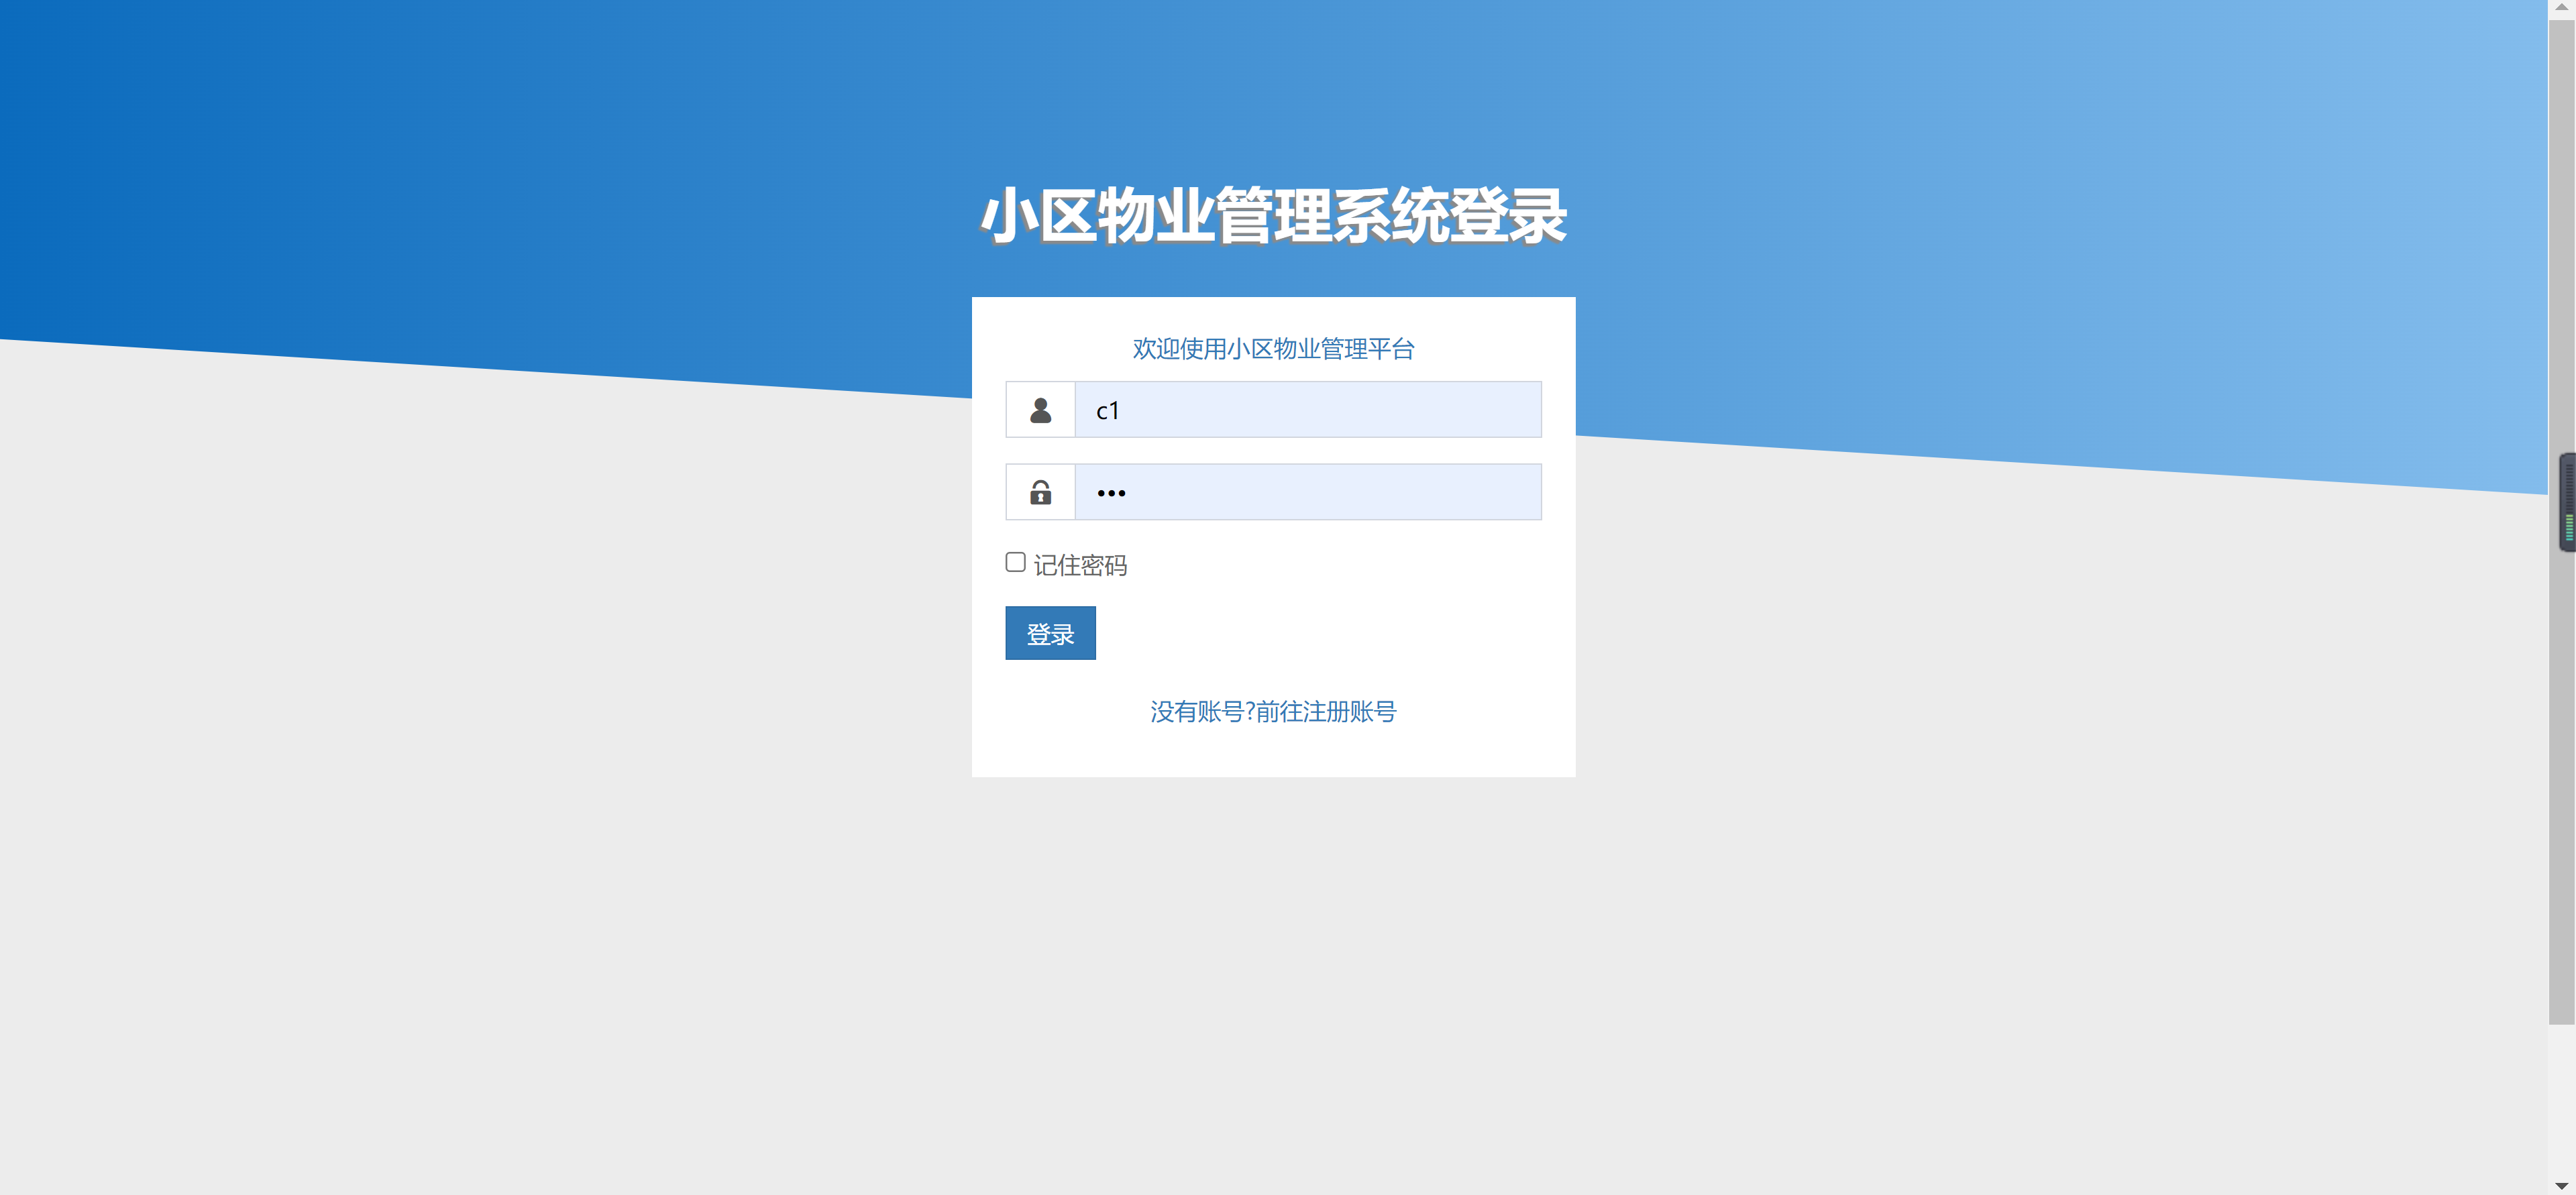 小区物业管理系统登录
欢迎使用小区物业管理平台
c1
•••
记住密码
登录
没有账号?前往注册账号